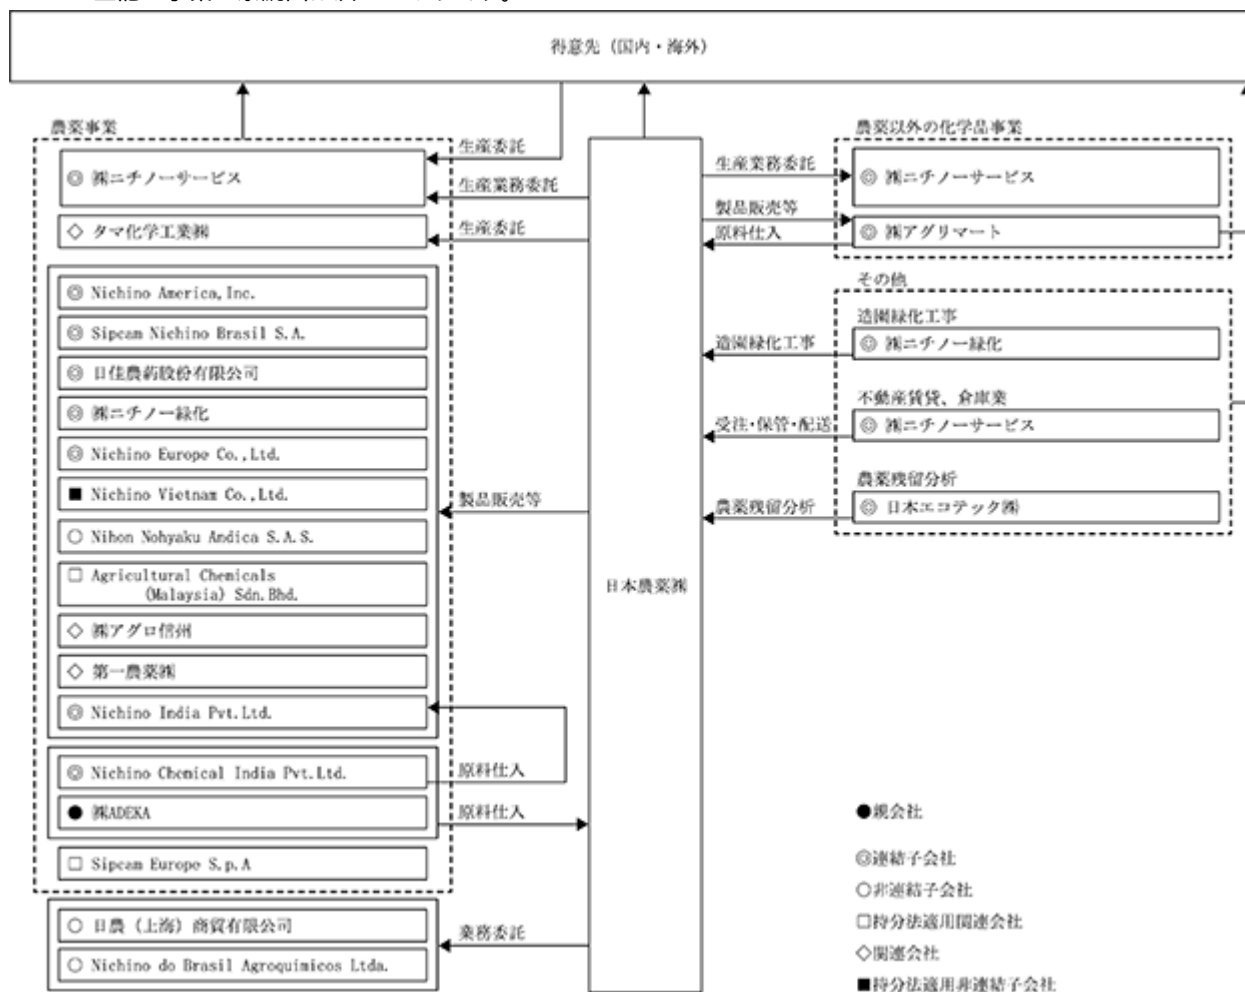 得意先（国内・海外）
農薬事業
◎ ㈱ニチノーサービス
◇ タマ化学工業㈱
◎ Nichino America,Inc.
◎ Sipcam Nichino Brasil S.A.
◎ 日佳農葯股份有限公司
◎ ㈱ニチノー緑化
◎ Nichino Europe Co.,Ltd.
■ Nichino Vietnam Co.,Ltd.
○ Nihon Nohyaku Andica S.A.S.
□ Agricultural Chemicals
(Malaysia) Sdn.Bhd.
◇ ㈱アグロ信州
◇ 第一農薬㈱
◎ Nichino India Pvt.Ltd.
◎ Nichino Chemical India Pvt.Ltd.
● ㈱ADEKA
□ Sipcam Europe S.p.A
○ 日農（上海）商貿有限公司
○ Nichino do Brasil Agroquimicos Ltda.
生産委託
生産業務委託
生産委託
製品販売等
原料仕入
原料仕入
業務委託
日本農薬㈱
生産業務委託
製品販売等
原料仕入
造園緑化工事
受注・保管・配送
農薬残留分析
農薬以外の化学品事業
◎ ㈱ニチノーサービス
◎ ㈱アグリマート
その他
造園緑化工事
◎ ㈱ニチノー緑化
不動産賃貸、倉庫業
◎ ㈱ニチノーサービス
農薬残留分析
◎ 日本エコテック㈱
●親会社
◎連結子会社
○非連結子会社
□持分法適用関連会社
◇関連会社
■持分法適用非連結子会社